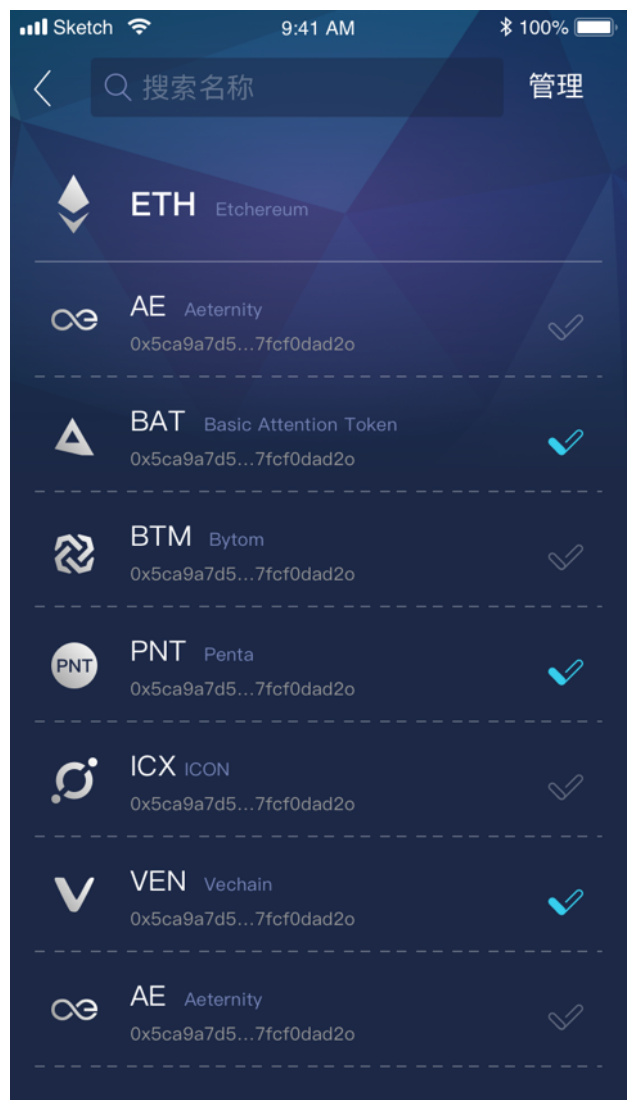 Sketch 9:41 AM 100%
搜索名称 管理
ETH Etchereum
AE Aeternity
0x5ca9a7d5...7fcf0dad2o
BAT Basic Attention Token
0x5ca9a7d5...7fcf0dad2o
BTM Bytom
0x5ca9a7d5...7fcf0dad2o
PNT PNT Penta
0x5ca9a7d5...7fcf0dad2o
ICX ICON
0x5ca9a7d5...7fcf0dad2o
VEN Vechain
0x5ca9a7d5...7fcf0dad2o
AE Aeternity
0x5ca9a7d5...7fcf0dad2o